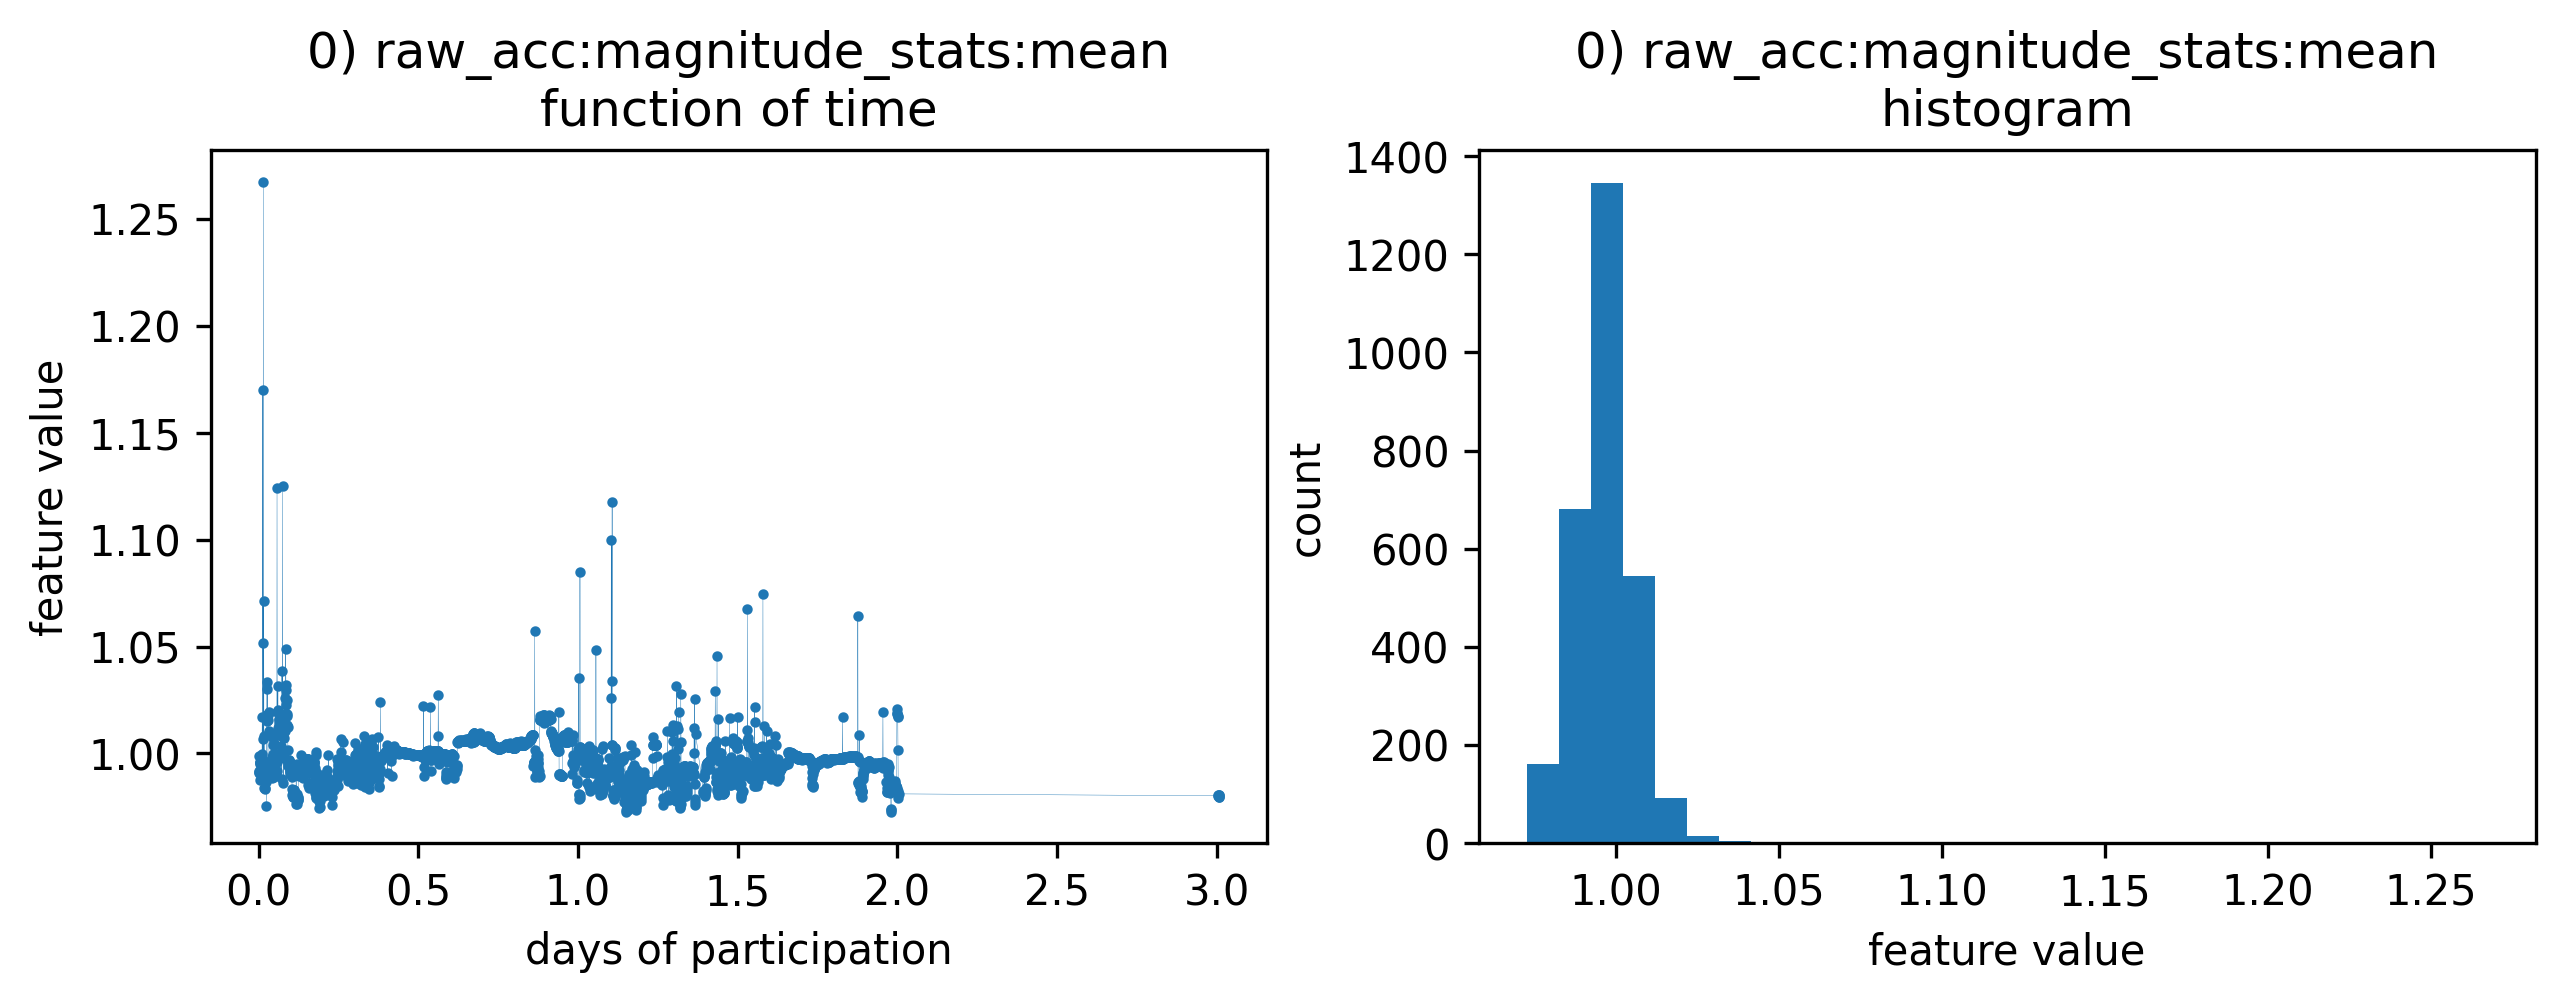 0) raw_acc:magnitude_stats:mean
function of time
feature value
1.25
1.20
1.15
1.10
1.05
1.00
0.0 0.5 1.0 1.5 2.0 2.5 3.0
days of participation
0) raw_acc:magnitude_stats:mean
histogram
count
1400
1200
1000
800
600
400
200
0
1.00 1.05 1.10 1.15 1.20 1.25
feature value